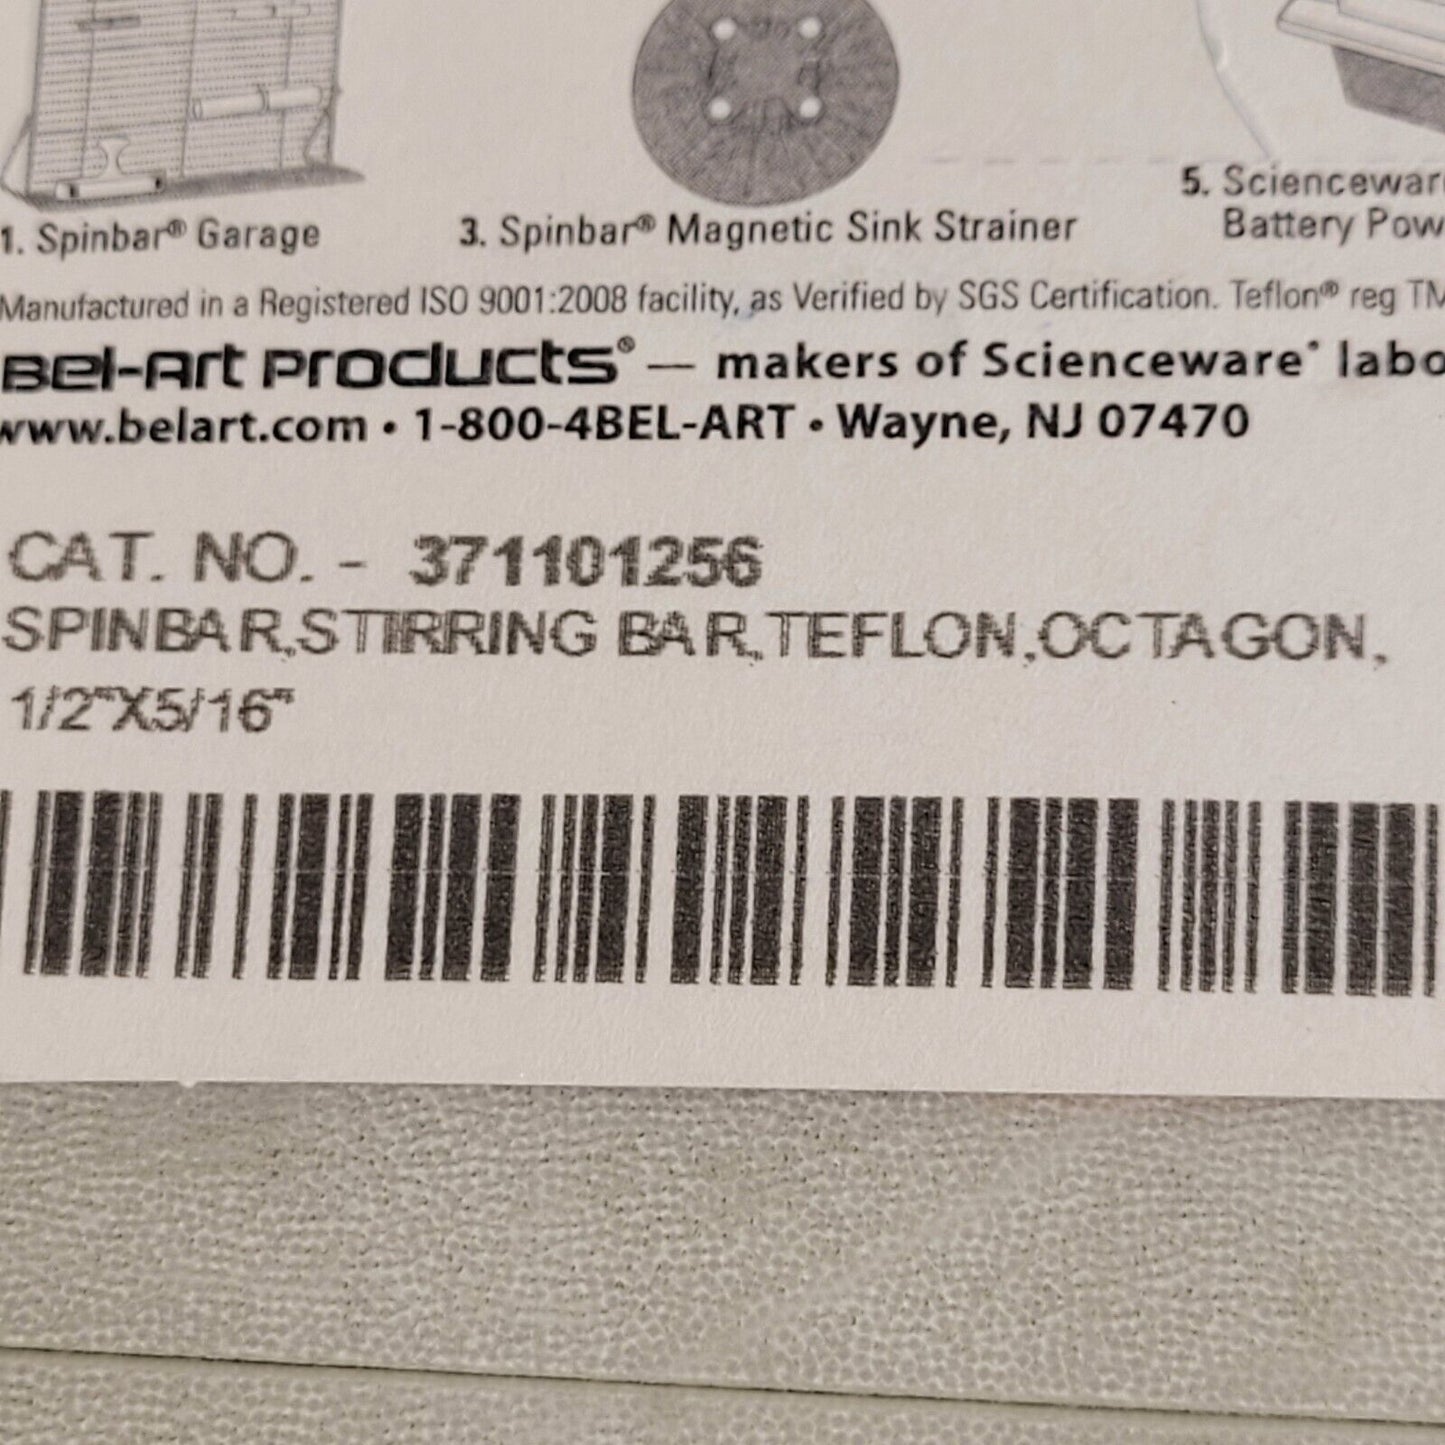 1. Spinbar® Garage
3. Spinbar® Magnetic Sink Strainer
5. Scienceware
Battery Pow
Manufactured in a Registered ISO 9001:2008 facility, as Verified by SGS Certification. Teflon® reg TM
Bel-Art Products® — makers of Scienceware® labo
www.belart.com • 1-800-4BEL-ART • Wayne, NJ 07470
CAT. NO. - 371101256
SPINBAR,STIRRING BAR,TEFLON,OCTAGON,
1/2"X5/16"